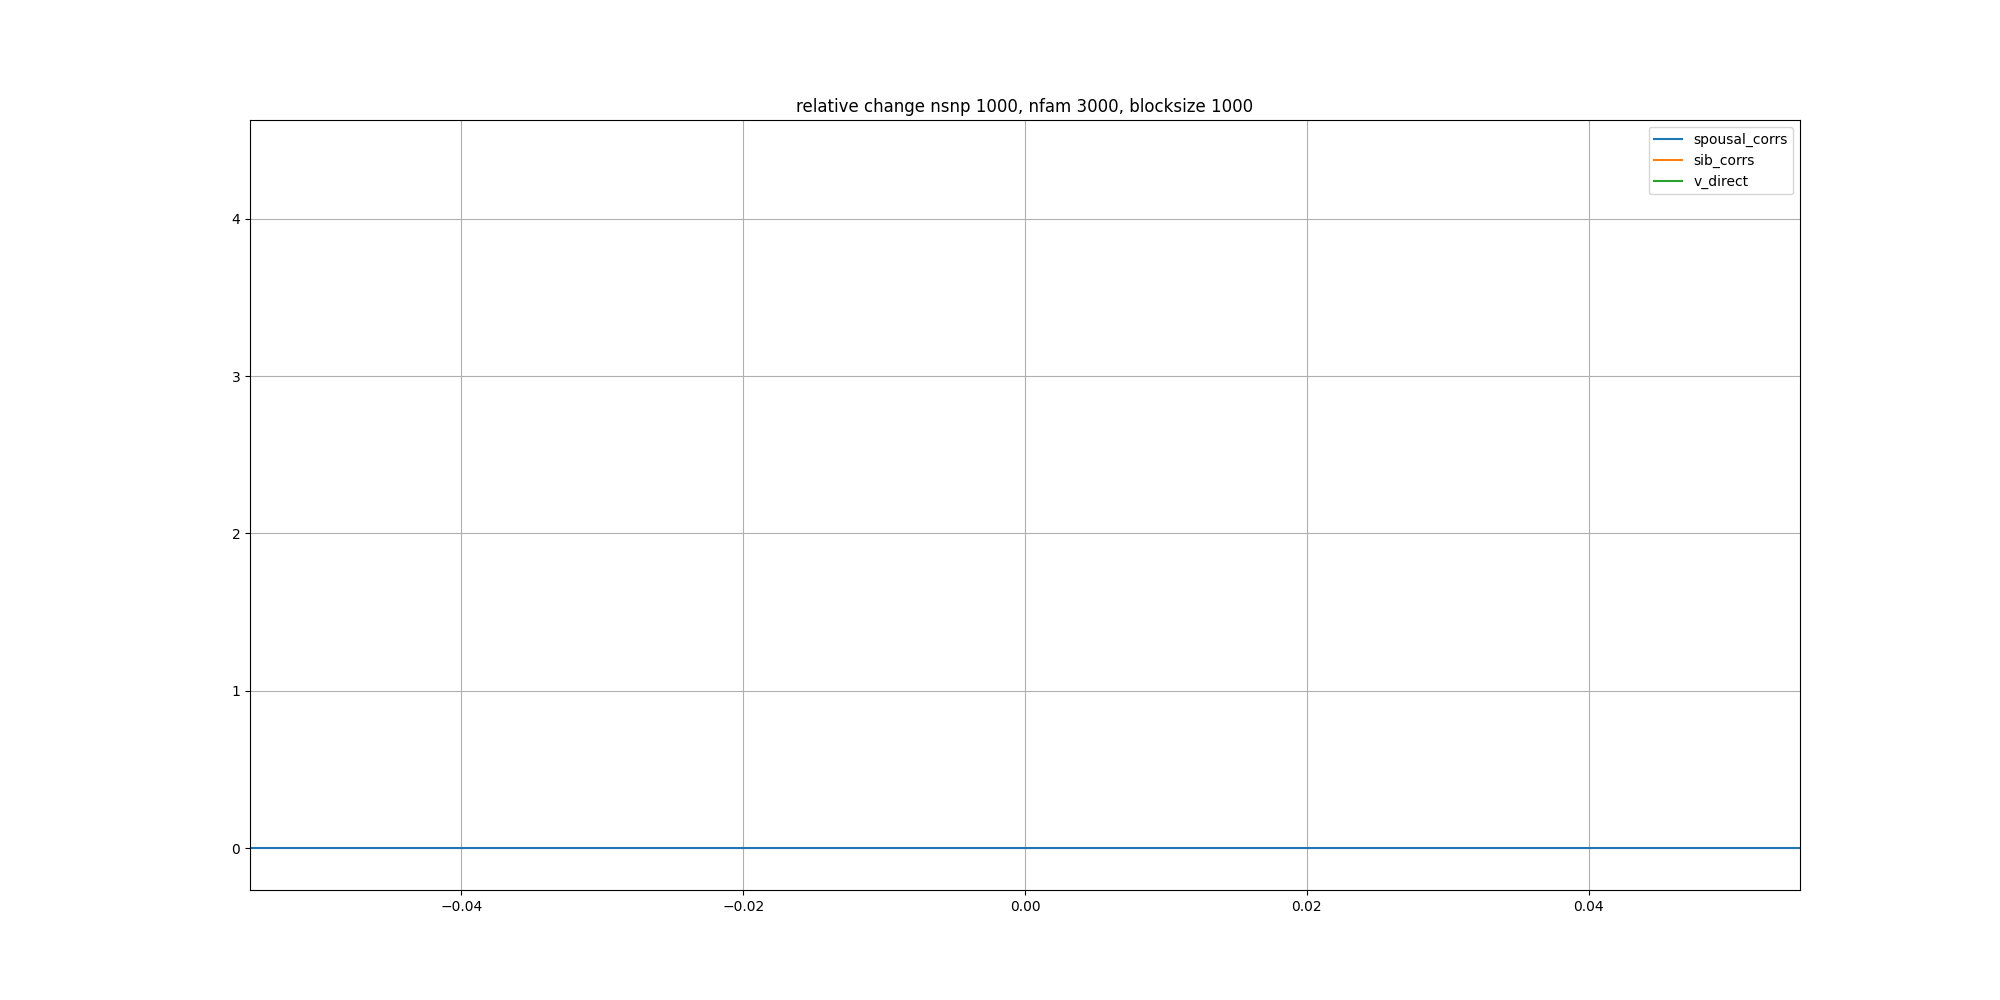 relative change nsnp 1000, nfam 3000, blocksize 1000
spousal_corrs
sib_corrs
v_direct
4
3
2
1
0
−0.04
−0.02
0.00
0.02
0.04